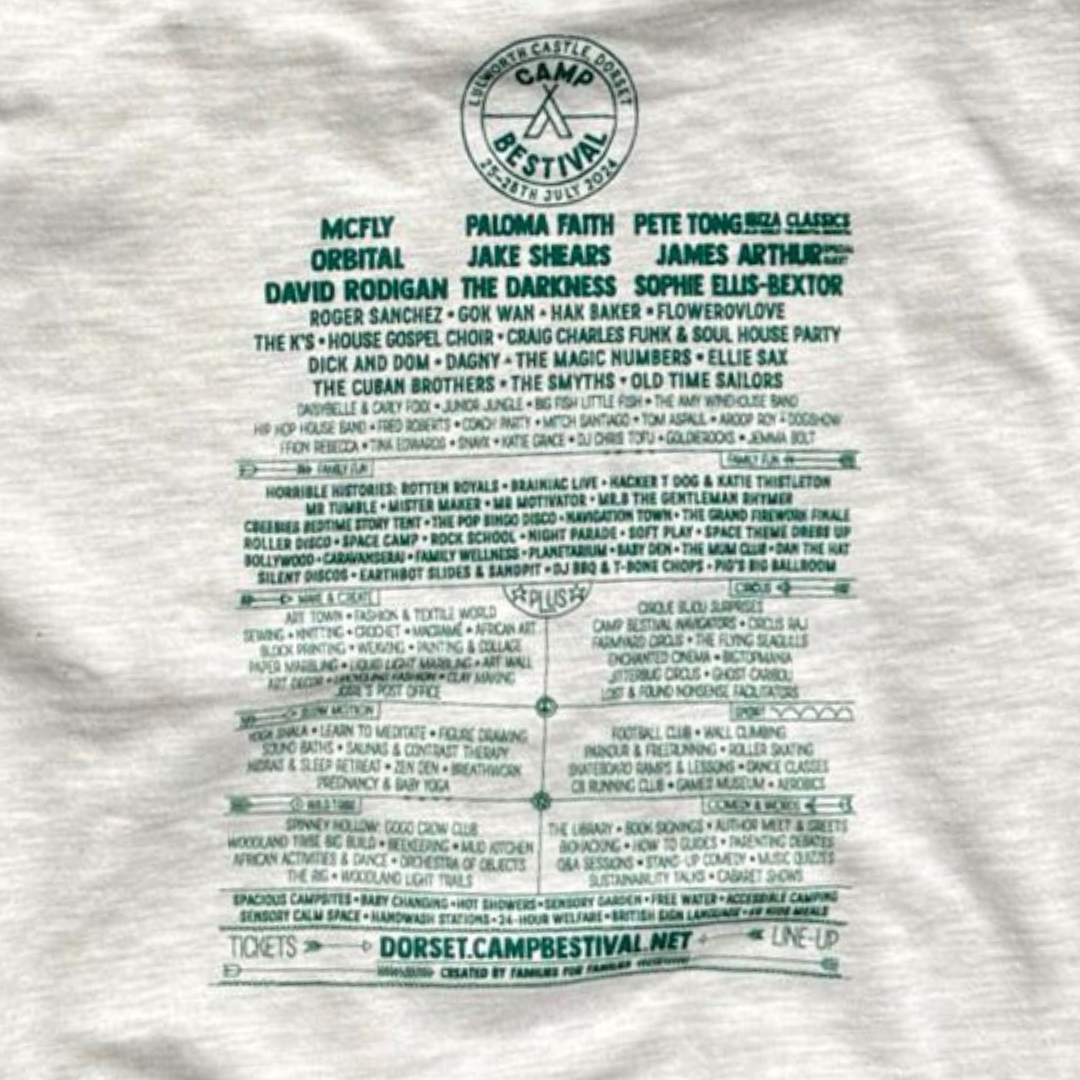 LULWORTH CASTLE, DORSET
CAMP
BESTIVAL
25-28TH JULY 2024
MCFLY PALOMA FAITH PETE TONG IBIZA CLASSICS
ORBITAL JAKE SHEARS JAMES ARTHUR
DAVID RODIGAN THE DARKNESS SOPHIE ELLIS-BEXTOR
ROGER SANCHEZ • GOK WAN • HAK BAKER • FLOWEROVLOVE
THE K'S • HOUSE GOSPEL CHOIR • CRAIG CHARLES FUNK & SOUL HOUSE PARTY
DICK AND DOM • DAGNY • THE MAGIC NUMBERS • ELLIE SAX
THE CUBAN BROTHERS • THE SMYTHS • OLD TIME SAILORS
DAISYBELLE & CARLY FOXX • JUNIOR JUNGLE • BIG FISH LITTLE FISH • THE AMY WINEHOUSE BAND
HIP HOP HOUSE BAND • FRED ROBERTS • COACH PARTY • MITCH SANTIAGO • TOM ASPAUL • AROOP ROY • DOGSHOW
FFION REBECCA • TINA EDWARDS • SNAYX • KATIE GRACE • DJ CHRIS TOFU • GOLDIEROCKS • JEMMA BOLT
FAMILY FUN FAMILY FUN
HORRIBLE HISTORIES: ROTTEN ROYALS • BRAINIAC LIVE • HACKER T DOG & KATIE THISTLETON
MR TUMBLE • MISTER MAKER • MR MOTIVATOR • MR.B THE GENTLEMAN RHYMER
CBEEBIES BEDTIME STORY TENT • THE POP BINGO DISCO • NAVIGATION TOWN • THE GRAND FIREWORK FINALE
ROLLER DISCO • SPACE CAMP • ROCK SCHOOL • NIGHT PARADE • SOFT PLAY • SPACE THEME DRESS UP
BOLLYWOOD • CARAVANSERAI • FAMILY WELLNESS • PLANETARIUM • BABY DEN • THE MUM CLUB • DAN THE HAT
SILENT DISCOS • EARTHBOT SLIDES & SANDPIT • DJ BBQ & T-BONE CHOPS • PIG'S BIG BALLROOM
PLUS
MAKE & CREATE
ART TOWN • FASHION & TEXTILE WORLD
SEWING • KNITTING • CROCHET • MACRAMÉ • AFRICAN ART
BLOCK PRINTING • WEAVING • PAINTING & COLLAGE
PAPER MARBLING • LIQUID LIGHT MARBLING • ART WALL
ART DECOR • UPCYCLING FASHION • CLAY MAKING
JOSIE'S POST OFFICE
CIRCUS
CIRQUE BIJOU SURPRISES
CAMP BESTIVAL NAVIGATORS • CIRCUS RAJ
FARMYARD CIRCUS • THE FLYING SEAGULLS
ENCHANTED CINEMA • BIGTOPMANIA
JITTERBUG CIRCUS • GHOST CARIBOU
LOST & FOUND NONSENSE FACILITATORS
SLOW MOTION
YOGA SHALA • LEARN TO MEDITATE • FIGURE DRAWING
SOUND BATHS • SAUNAS & CONTRAST THERAPY
NIDRAS & SLEEP RETREAT • ZEN DEN • BREATHWORK
PREGNANCY & BABY YOGA
SPORT
FOOTBALL CLUB • WALL CLIMBING
PARKOUR & FREERUNNING • ROLLER SKATING
SKATEBOARD RAMPS & LESSONS • DANCE CLASSES
CB RUNNING CLUB • GAMES MUSEUM • AEROBICS
WILD TRIBE
SPINNEY HOLLOW: GOGO CROW CLUB
WOODLAND TRIBE BIG BUILD • BEEKEEPING • MUD KITCHEN
AFRICAN ACTIVITIES & DANCE • ORCHESTRA OF OBJECTS
THE RIG • WOODLAND LIGHT TRAILS
COMEDY & WORDS
THE LIBRARY • BOOK SIGNINGS • AUTHOR MEET & GREETS
BIOHACKING • HOW TO GUIDES • PARENTING DEBATES
Q&A SESSIONS • STAND-UP COMEDY • MUSIC QUIZZES
SUSTAINABILITY TALKS • CABARET SHOWS
SPACIOUS CAMPSITES • BABY CHANGING • HOT SHOWERS • SENSORY GARDEN • FREE WATER • ACCESSIBLE CAMPING
SENSORY CALM SPACE • HANDWASH STATIONS • 24-HOUR WELFARE • BRITISH SIGN LANGUAGE • KIDS MEALS
TICKETS DORSET.CAMPBESTIVAL.NET LINE-UP
CREATED BY FAMILIES FOR FAMILIES